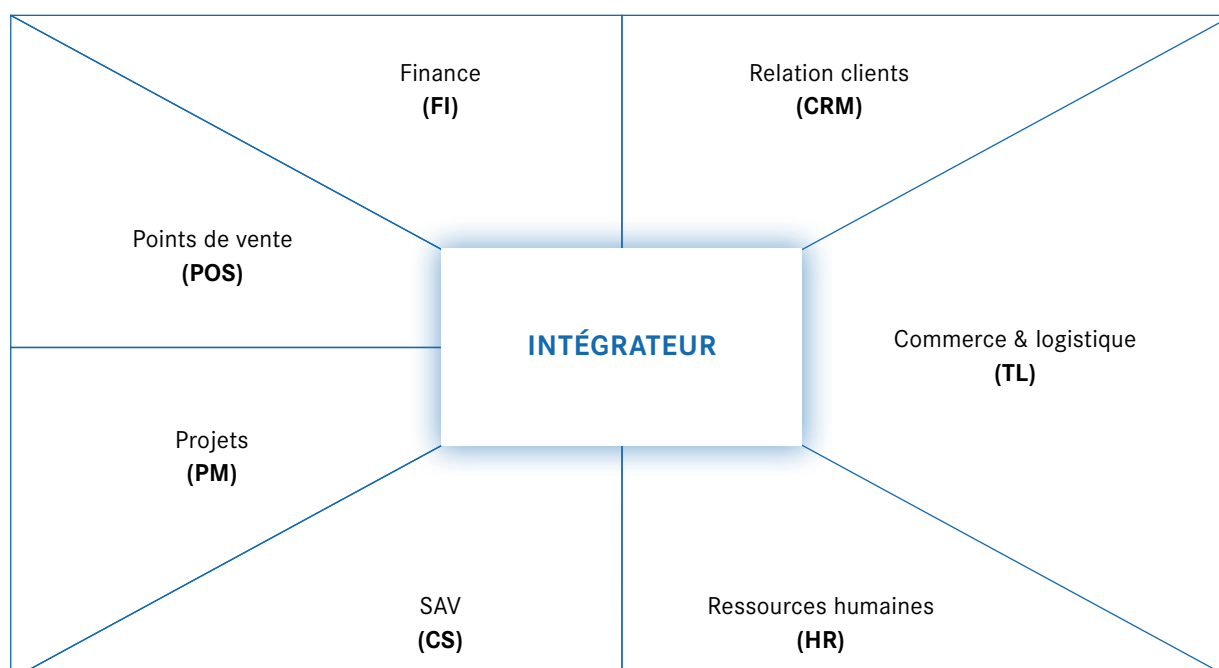 Finance
(FI)
Relation clients
(CRM)
Points de vente
(POS)
INTÉGRATEUR
Commerce & logistique
(TL)
Projets
(PM)
SAV
(CS)
Ressources humaines
(HR)